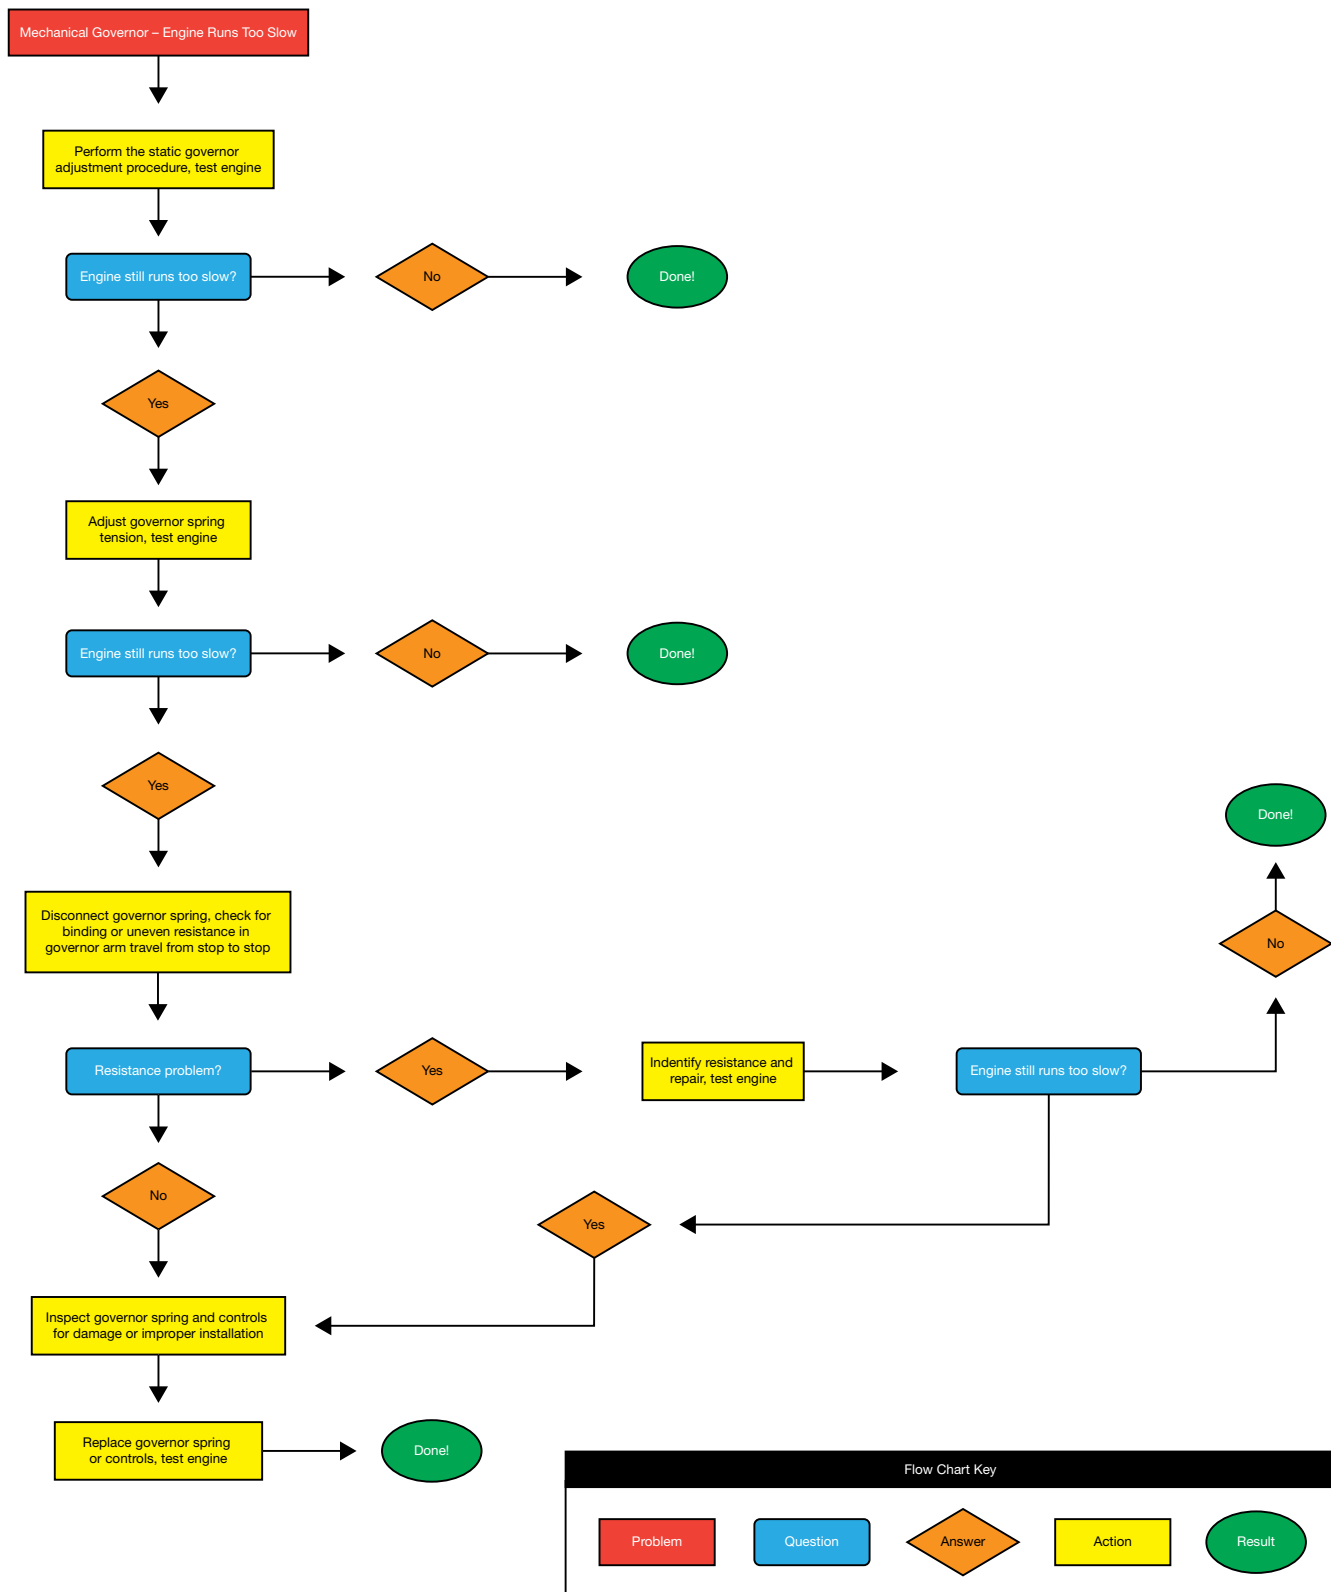 Mechanical Governor – Engine Runs Too Slow
Perform the static governor
adjustment procedure, test engine
Engine still runs too slow?
No
Done!
Yes
Adjust governor spring
tension, test engine
Engine still runs too slow?
No
Done!
Yes
Done!
Disconnect governor spring, check for
binding or uneven resistance in
governor arm travel from stop to stop
No
Resistance problem?
Yes
Indentify resistance and
repair, test engine
Engine still runs too slow?
No
Yes
Inspect governor spring and controls
for damage or improper installation
Replace governor spring
or controls, test engine
Done!
Flow Chart Key
Problem
Question
Answer
Action
Result